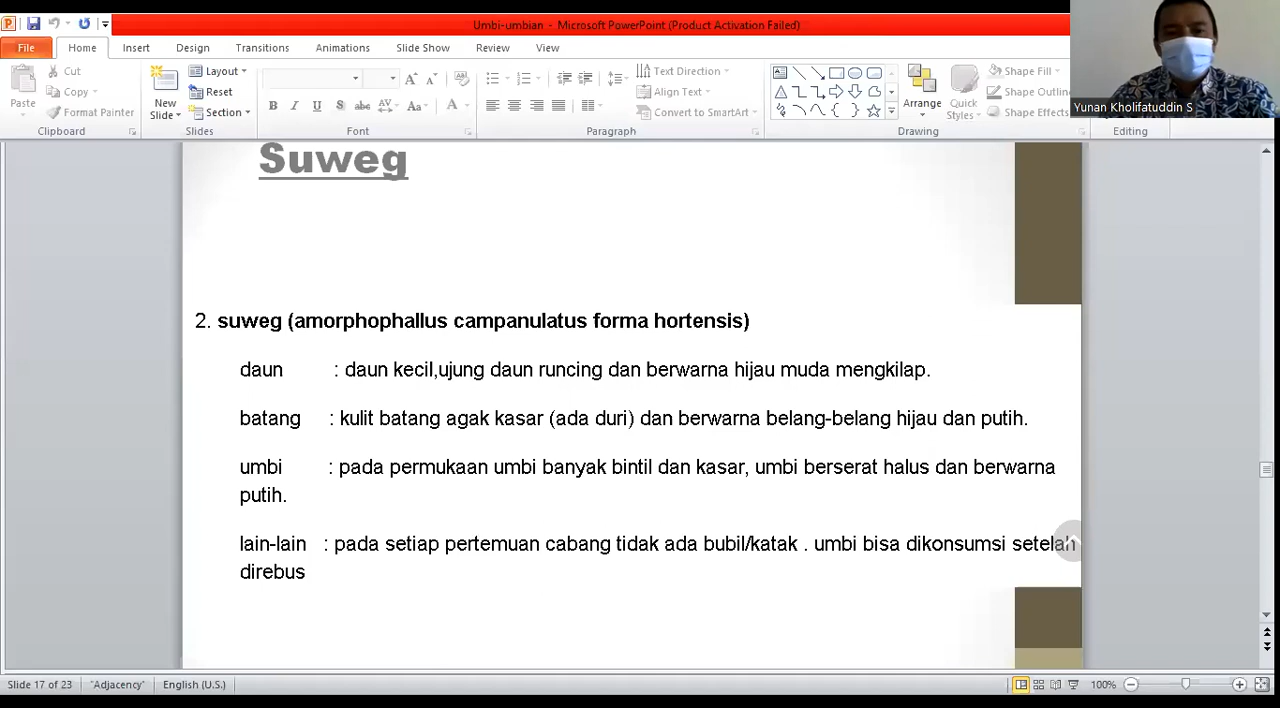 Umbi-umbian - Microsoft PowerPoint (Product Activation Failed)
File Home Insert Design Transitions Animations Slide Show Review View
Paste
Cut
Copy
Format Painter
Clipboard
New
Slide
Layout
Reset
Section
Slides
B I U S abc AV Aa A
Font
Text Direction
Align Text
Convert to SmartArt
Paragraph
Arrange
Quick
Styles
Shape Fill
Shape Outlin
Shape Effects
Drawing
Editing
Yunan Kholifatuddin S
Suweg
2. suweg (amorphophallus campanulatus forma hortensis)
daun : daun kecil,ujung daun runcing dan berwarna hijau muda mengkilap.
batang : kulit batang agak kasar (ada duri) dan berwarna belang-belang hijau dan putih.
umbi : pada permukaan umbi banyak bintil dan kasar, umbi berserat halus dan berwarna
putih.
lain-lain : pada setiap pertemuan cabang tidak ada bubil/katak . umbi bisa dikonsumsi setelah
direbus
Slide 17 of 23 "Adjacency" English (U.S.) 100%